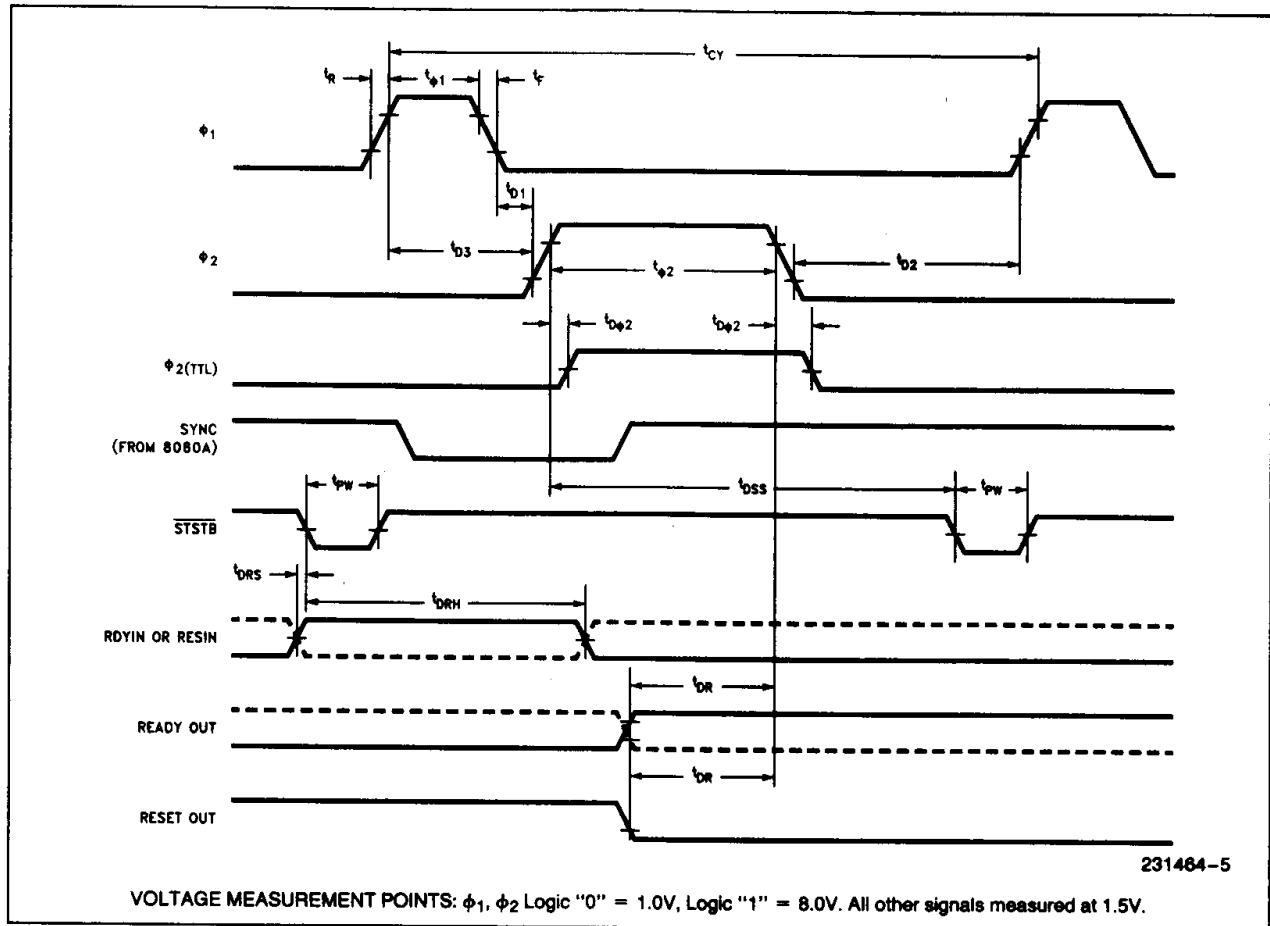 tCY
tR
tφ1
tF
φ1
tD1
tD3
tD2
φ2
tφ2
tDφ2
tDφ2
φ2(TTL)
SYNC
(FROM 8080A)
tPW
tDSS
tPW
STSTB
tDRS
tDRH
RDYIN OR RESIN
tDR
READY OUT
tDR
RESET OUT
231464-5
VOLTAGE MEASUREMENT POINTS: φ1, φ2 Logic "0" = 1.0V, Logic "1" = 8.0V. All other signals measured at 1.5V.